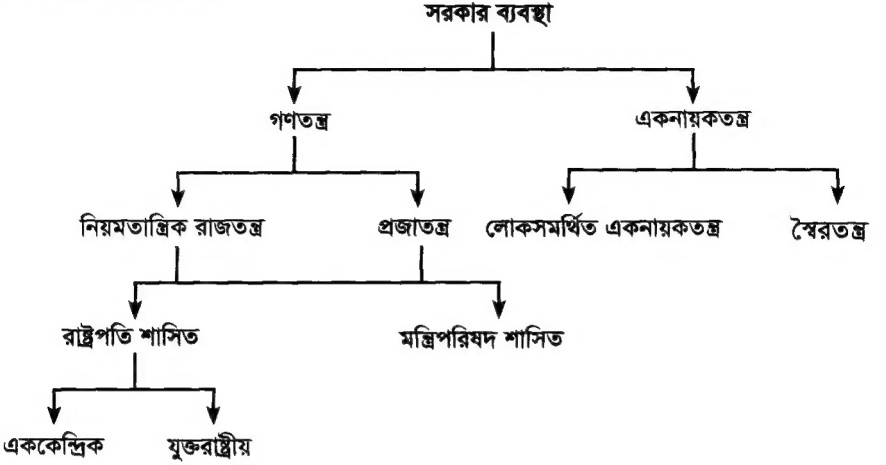 সরকার ব্যবস্থা
গণতন্ত্র একনায়কতন্ত্র
নিয়মতান্ত্রিক রাজতন্ত্র প্রজাতন্ত্র লোকসমর্থিত একনায়কতন্ত্র স্বৈরতন্ত্র
রাষ্ট্রপতি শাসিত মন্ত্রিপরিষদ শাসিত
এককেন্দ্রিক যুক্তরাষ্ট্রীয়